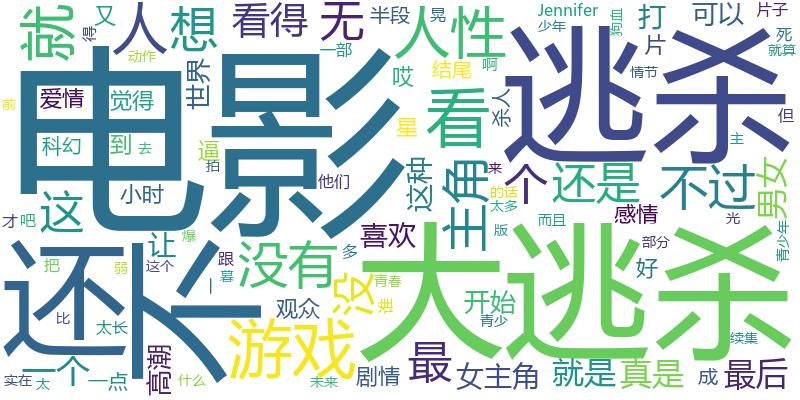 就
得
又
人
想
看得
无
半段
晃
人性
Jennifer
少年
狗血
打
可以
片子
动作
一部
片
死
就算
前
爱情
觉得
世界
哎
结尾
啊
情节
电影
逃杀
看
杀人
科幻
到
去
逼
拍
星
但
这
小时
他们
这种
主角
来
个
还是
不过
男女
主
的话
太多
才
吧
让
爆
没有
多
喜欢
版
而且
感情
光
青少年
还
不
把
弱
这个
跟
暮
一
观众
没
青春
泄
大逃杀
开始
青少
好
部分
比
太长
游戏
续集
实在
太
一个
一点
高潮
什么
未来
剧情
最
女主角
就是
真是
成
最后